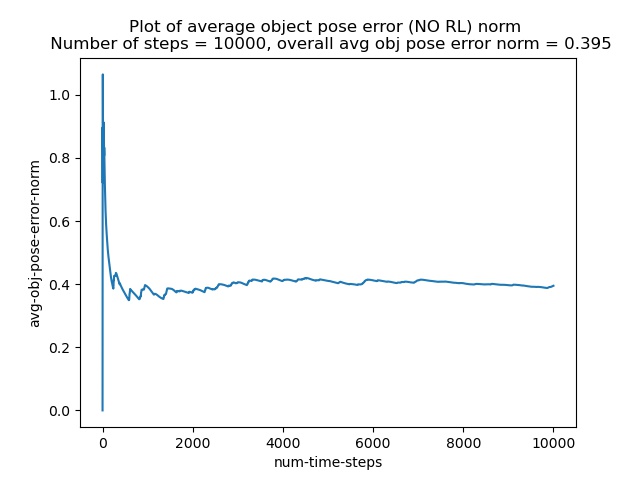 Plot of average object pose error (NO RL) norm
Number of steps = 10000, overall avg obj pose error norm = 0.395
avg-obj-pose-error-norm
1.0
0.8
0.6
0.4
0.2
0.0
0 2000 4000 6000 8000 10000
num-time-steps